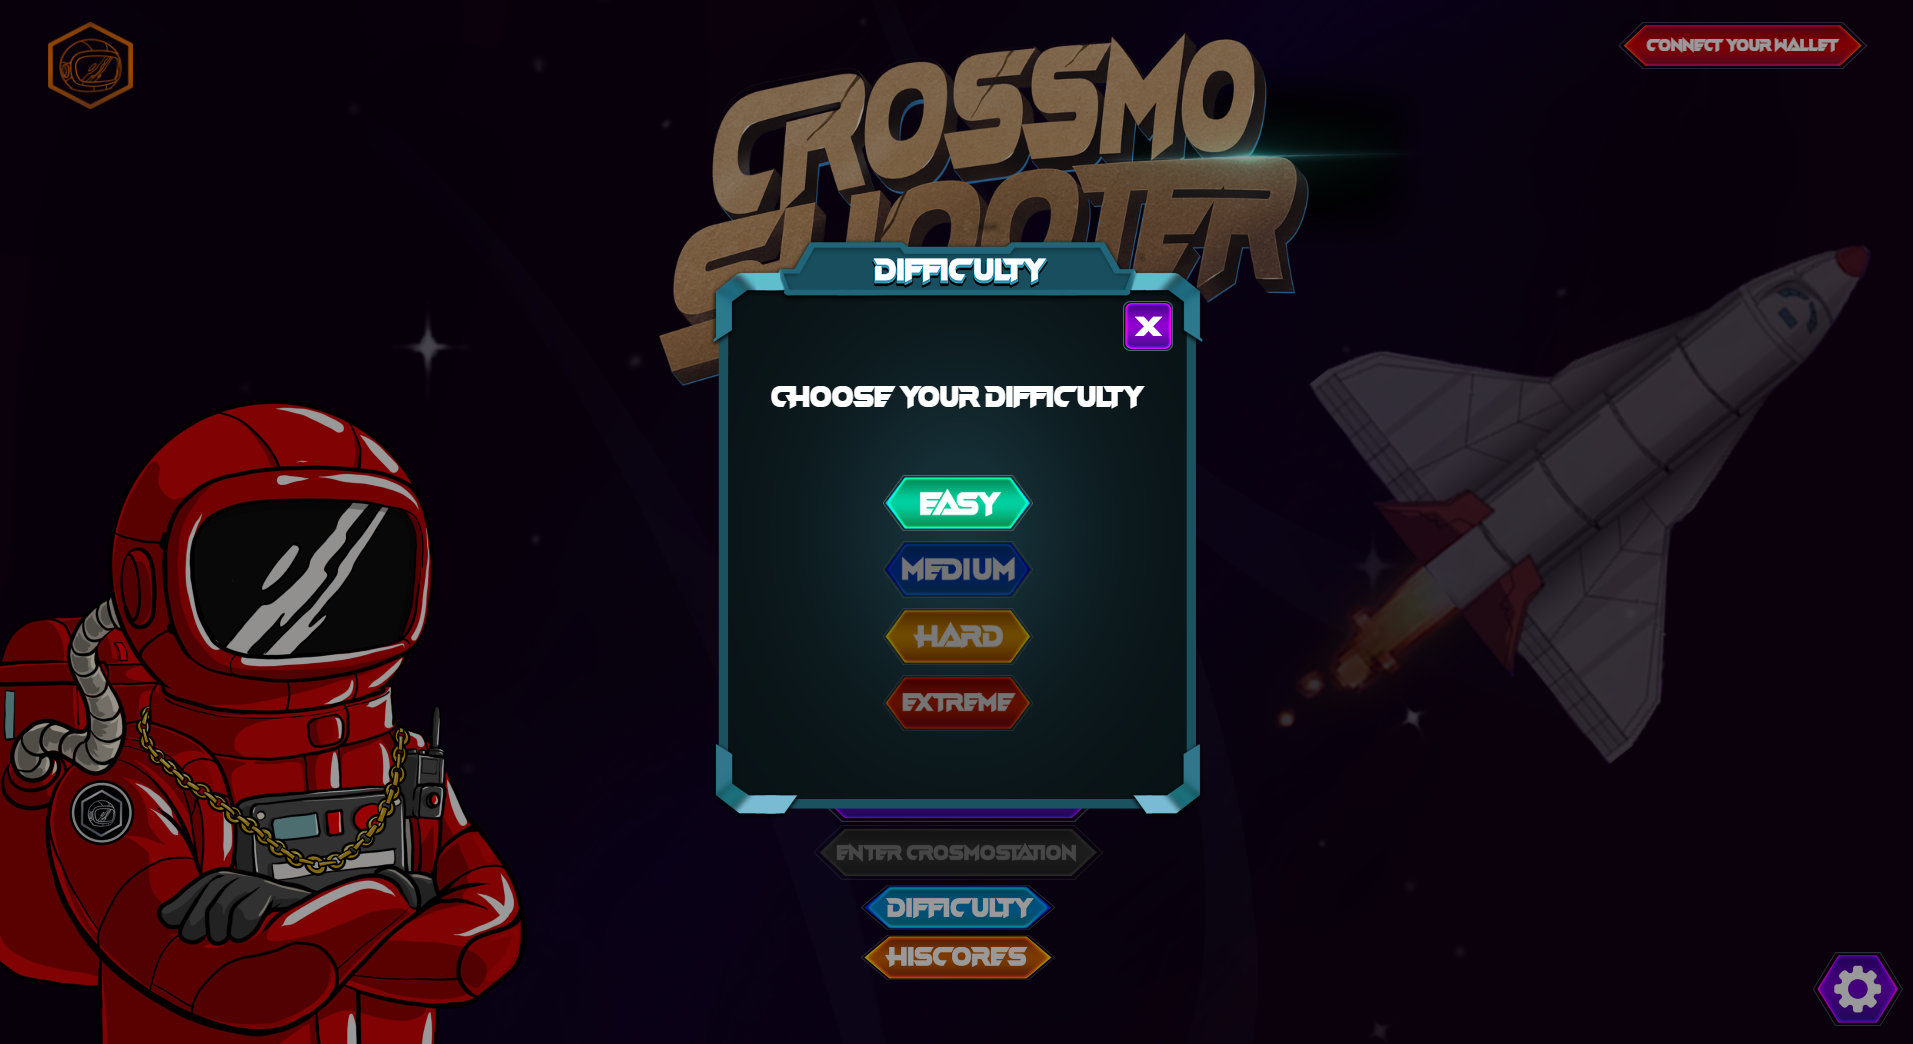 CONNECT YOUR WALLET
CROSSMO
SHOOTER
DIFFICULTY
X
CHOOSE YOUR DIFFICULTY
EASY
MEDIUM
HARD
EXTREME
ENTER CROSMOSTATION
DIFFICULTY
HISCORES